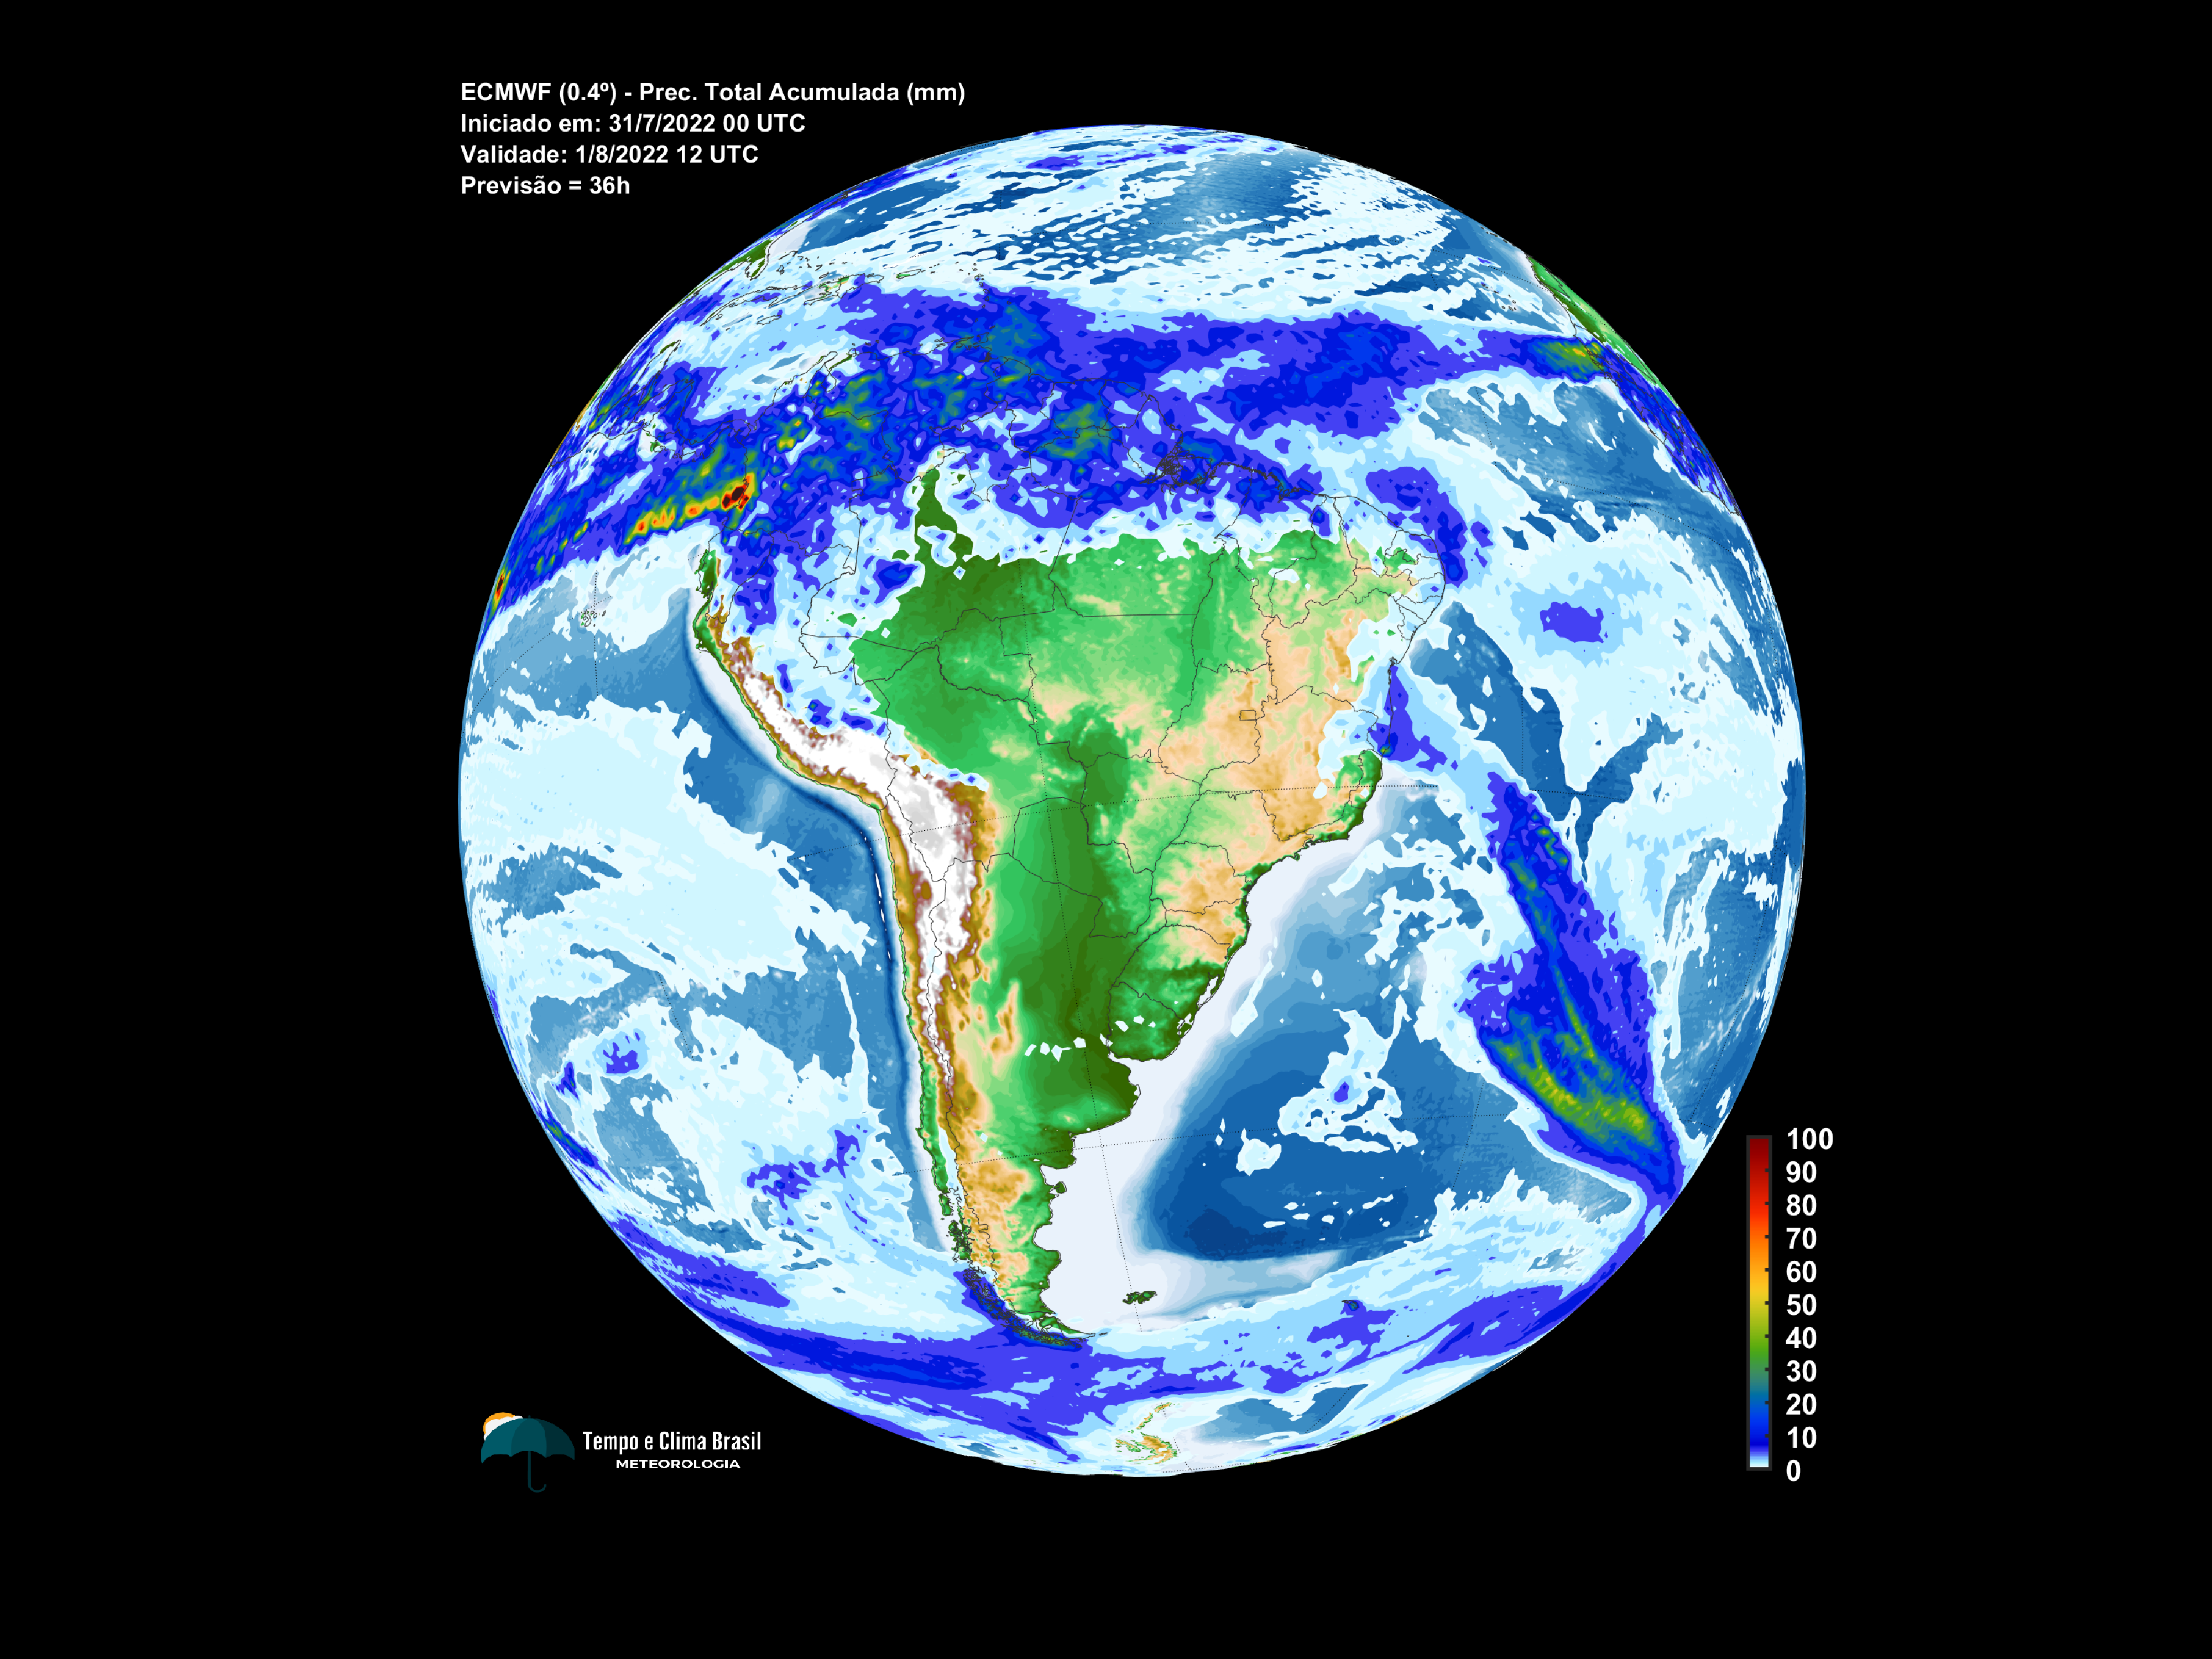 ECMWF (0.4º) - Prec. Total Acumulada (mm)
Iniciado em: 31/7/2022 00 UTC
Validade: 1/8/2022 12 UTC
Previsão = 36h
100
90
80
70
60
50
40
30
20
10
0
Tempo e Clima Brasil
METEOROLOGIA